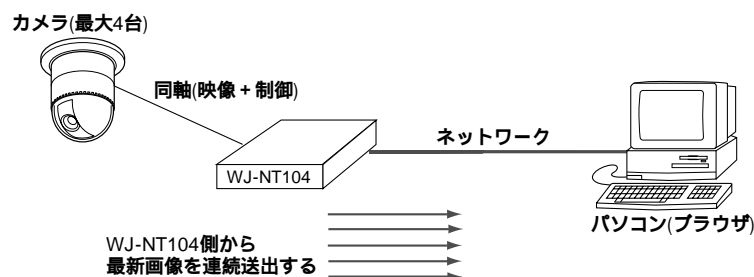 カメラ(最大4台)
同軸(映像 + 制御)
ネットワーク
WJ-NT104
パソコン(ブラウザ)
WJ-NT104側から
最新画像を連続送出する